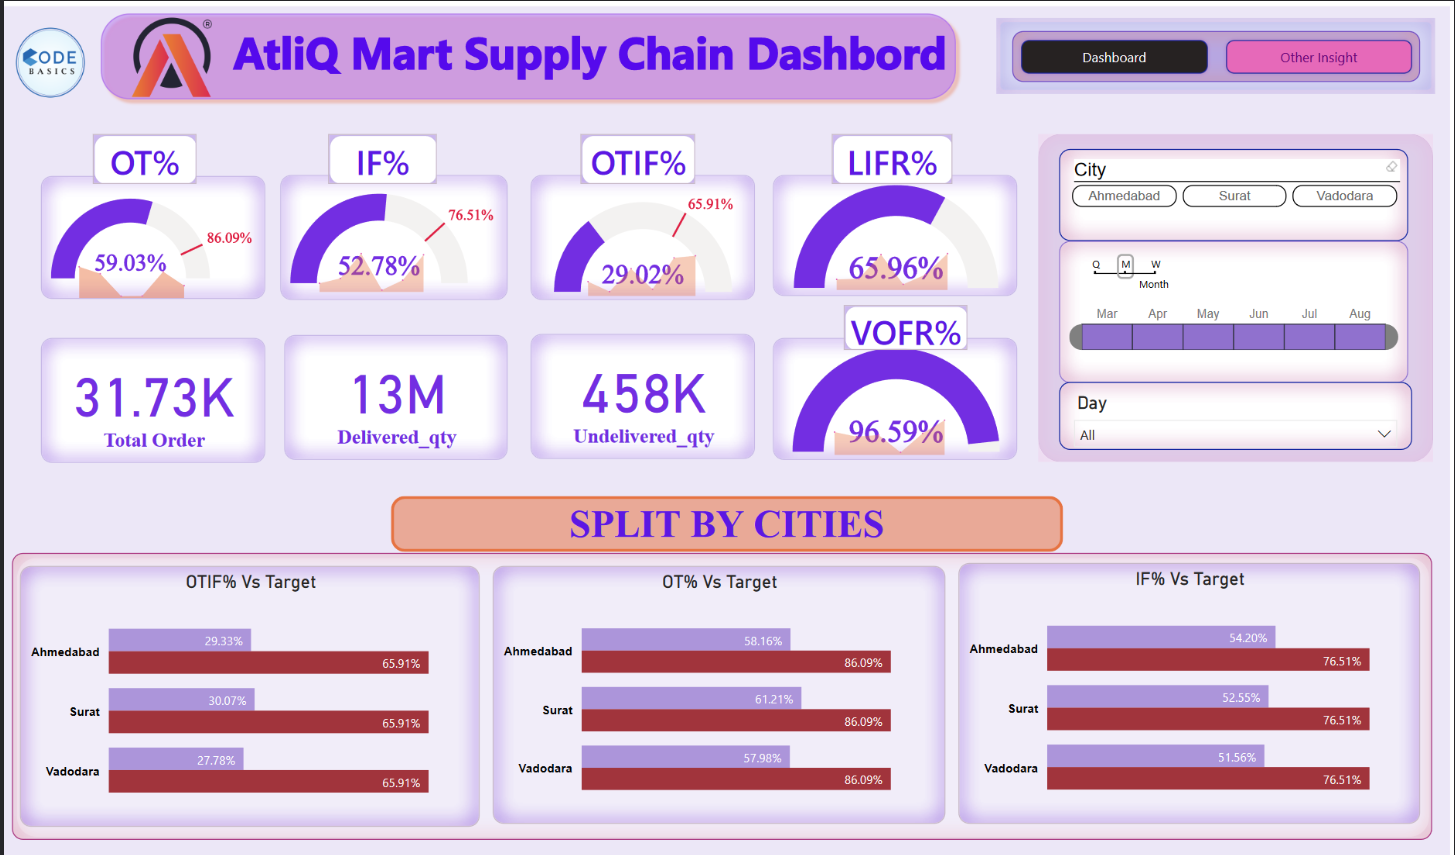 CODE
BASICS
®
AtliQ Mart Supply Chain Dashbord
Dashboard
Other Insight
OT%
IF%
OTIF%
LIFR%
86.09%
59.03%
76.51%
52.78%
65.91%
29.02%
65.96%
City
Ahmedabad Surat Vadodara
Q M W
Month
Mar Apr May Jun Jul Aug
Day
All
31.73K
Total Order
13M
Delivered_qty
458K
Undelivered_qty
VOFR%
96.59%
SPLIT BY CITIES
OTIF% Vs Target
Ahmedabad
29.33%
65.91%
Surat
30.07%
65.91%
Vadodara
27.78%
65.91%
OT% Vs Target
Ahmedabad
58.16%
86.09%
Surat
61.21%
86.09%
Vadodara
57.98%
86.09%
IF% Vs Target
Ahmedabad
54.20%
76.51%
Surat
52.55%
76.51%
Vadodara
51.56%
76.51%